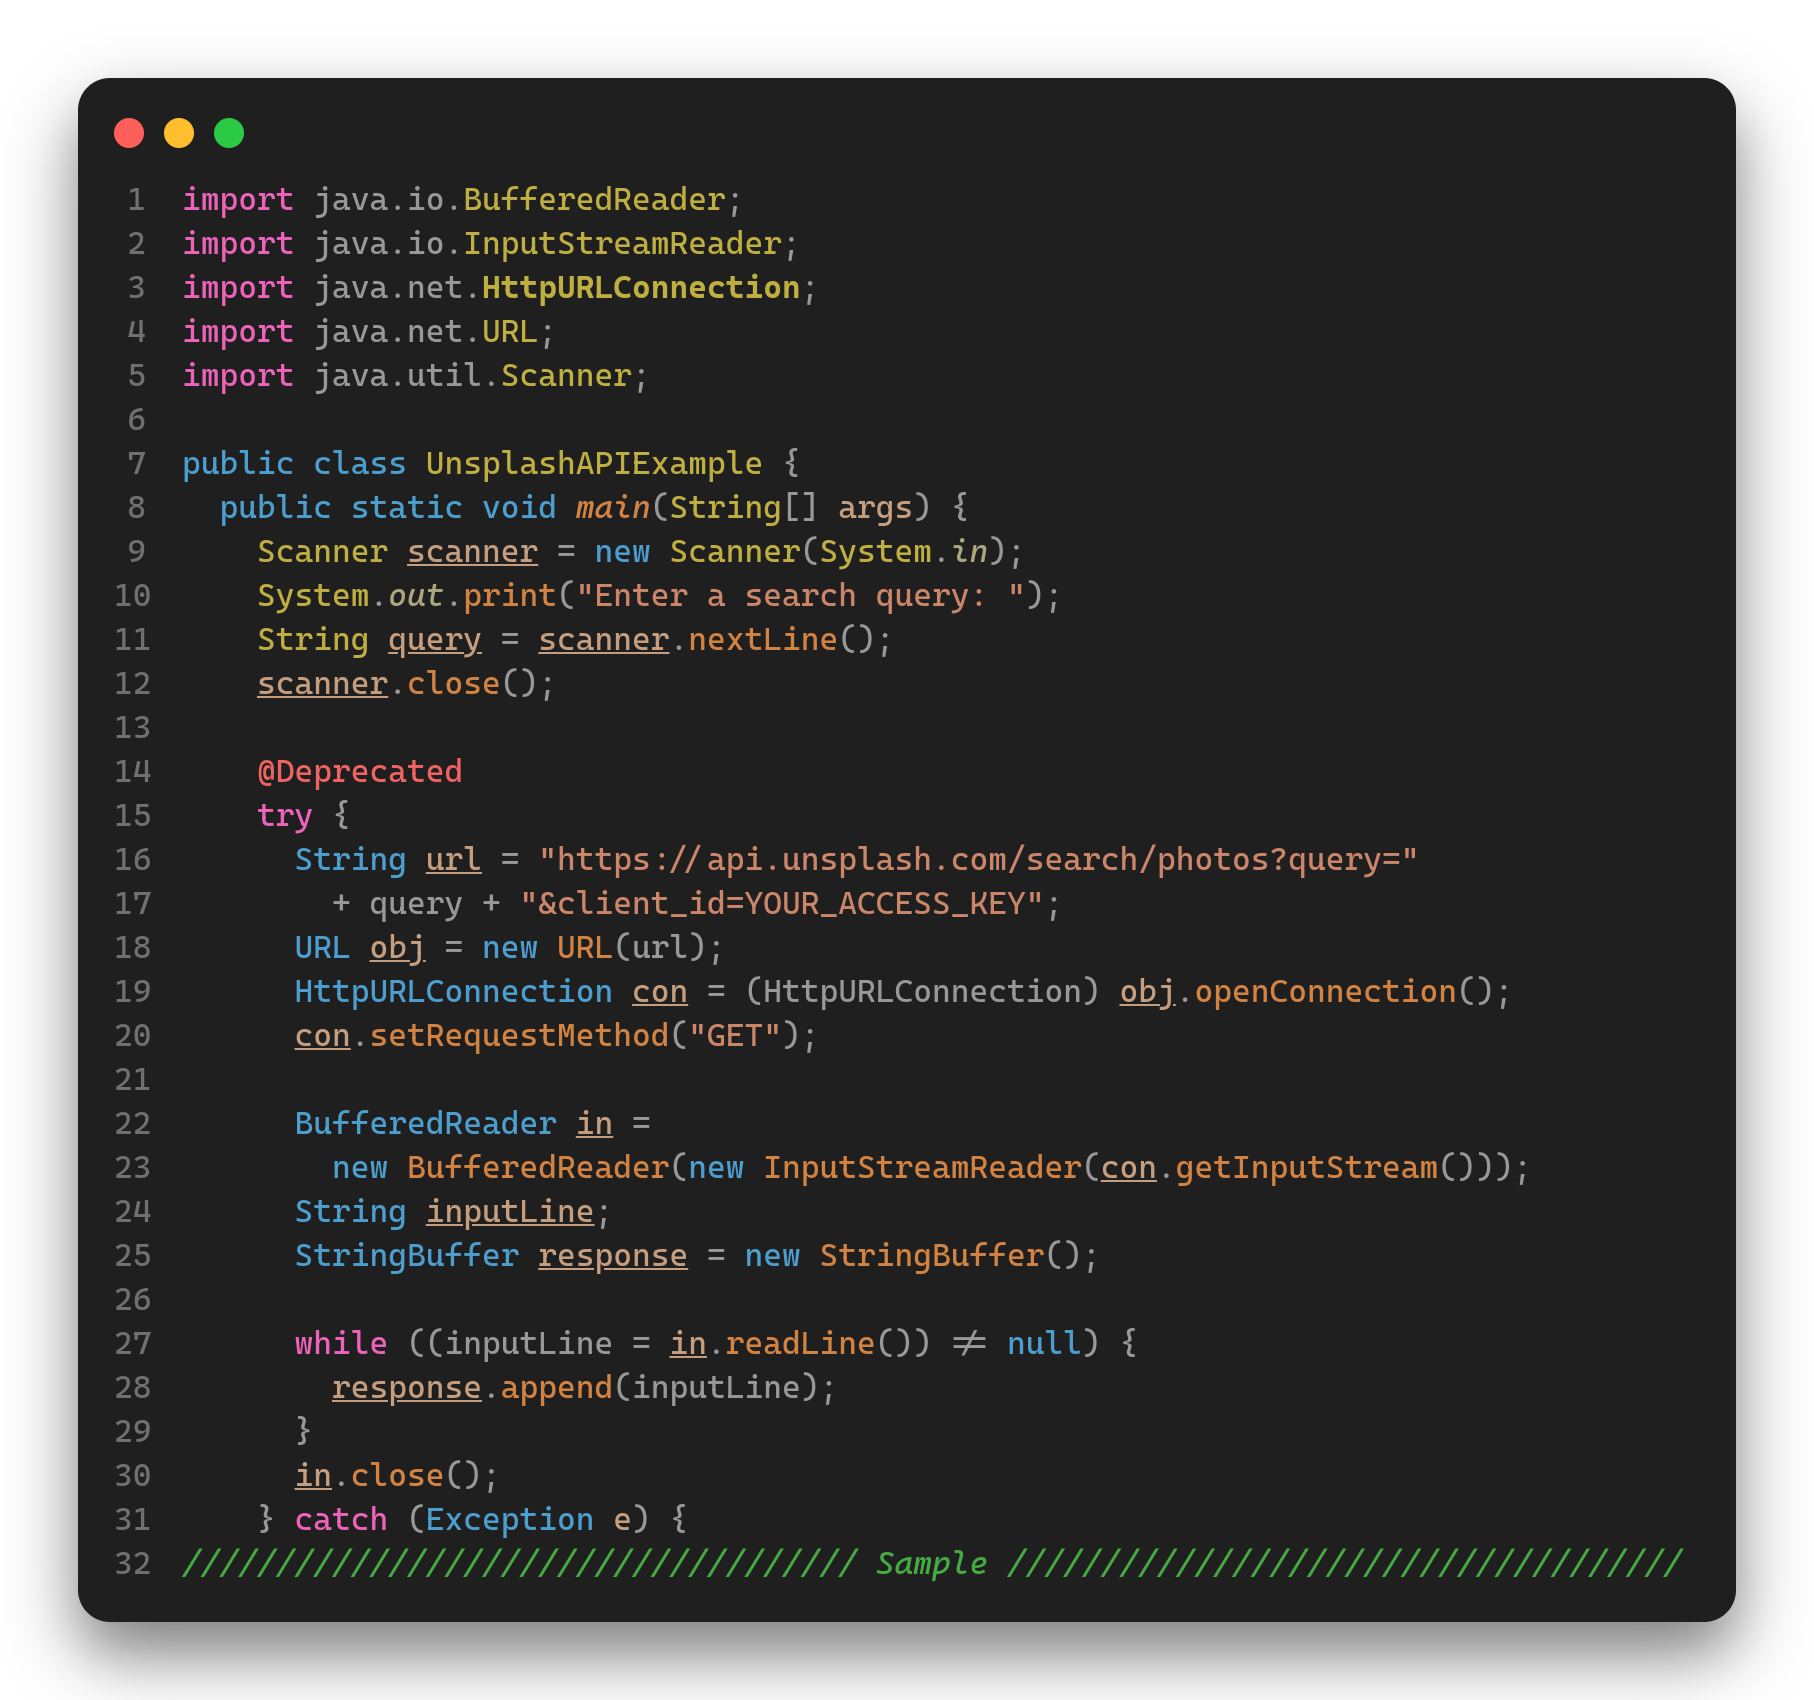 1 import java.io.BufferedReader;
2 import java.io.InputStreamReader;
3 import java.net.HttpURLConnection;
4 import java.net.URL;
5 import java.util.Scanner;
6
7 public class UnsplashAPIExample {
8   public static void main(String[] args) {
9     Scanner scanner = new Scanner(System.in);
10     System.out.print("Enter a search query: ");
11     String query = scanner.nextLine();
12     scanner.close();
13
14     @Deprecated
15     try {
16       String url = "https://api.unsplash.com/search/photos?query="
17         + query + "&client_id=YOUR_ACCESS_KEY";
18       URL obj = new URL(url);
19       HttpURLConnection con = (HttpURLConnection) obj.openConnection();
20       con.setRequestMethod("GET");
21
22       BufferedReader in =
23         new BufferedReader(new InputStreamReader(con.getInputStream()));
24       String inputLine;
25       StringBuffer response = new StringBuffer();
26
27       while ((inputLine = in.readLine()) != null) {
28         response.append(inputLine);
29       }
30       in.close();
31     } catch (Exception e) {
32 //////////////////////////////////// Sample ////////////////////////////////////